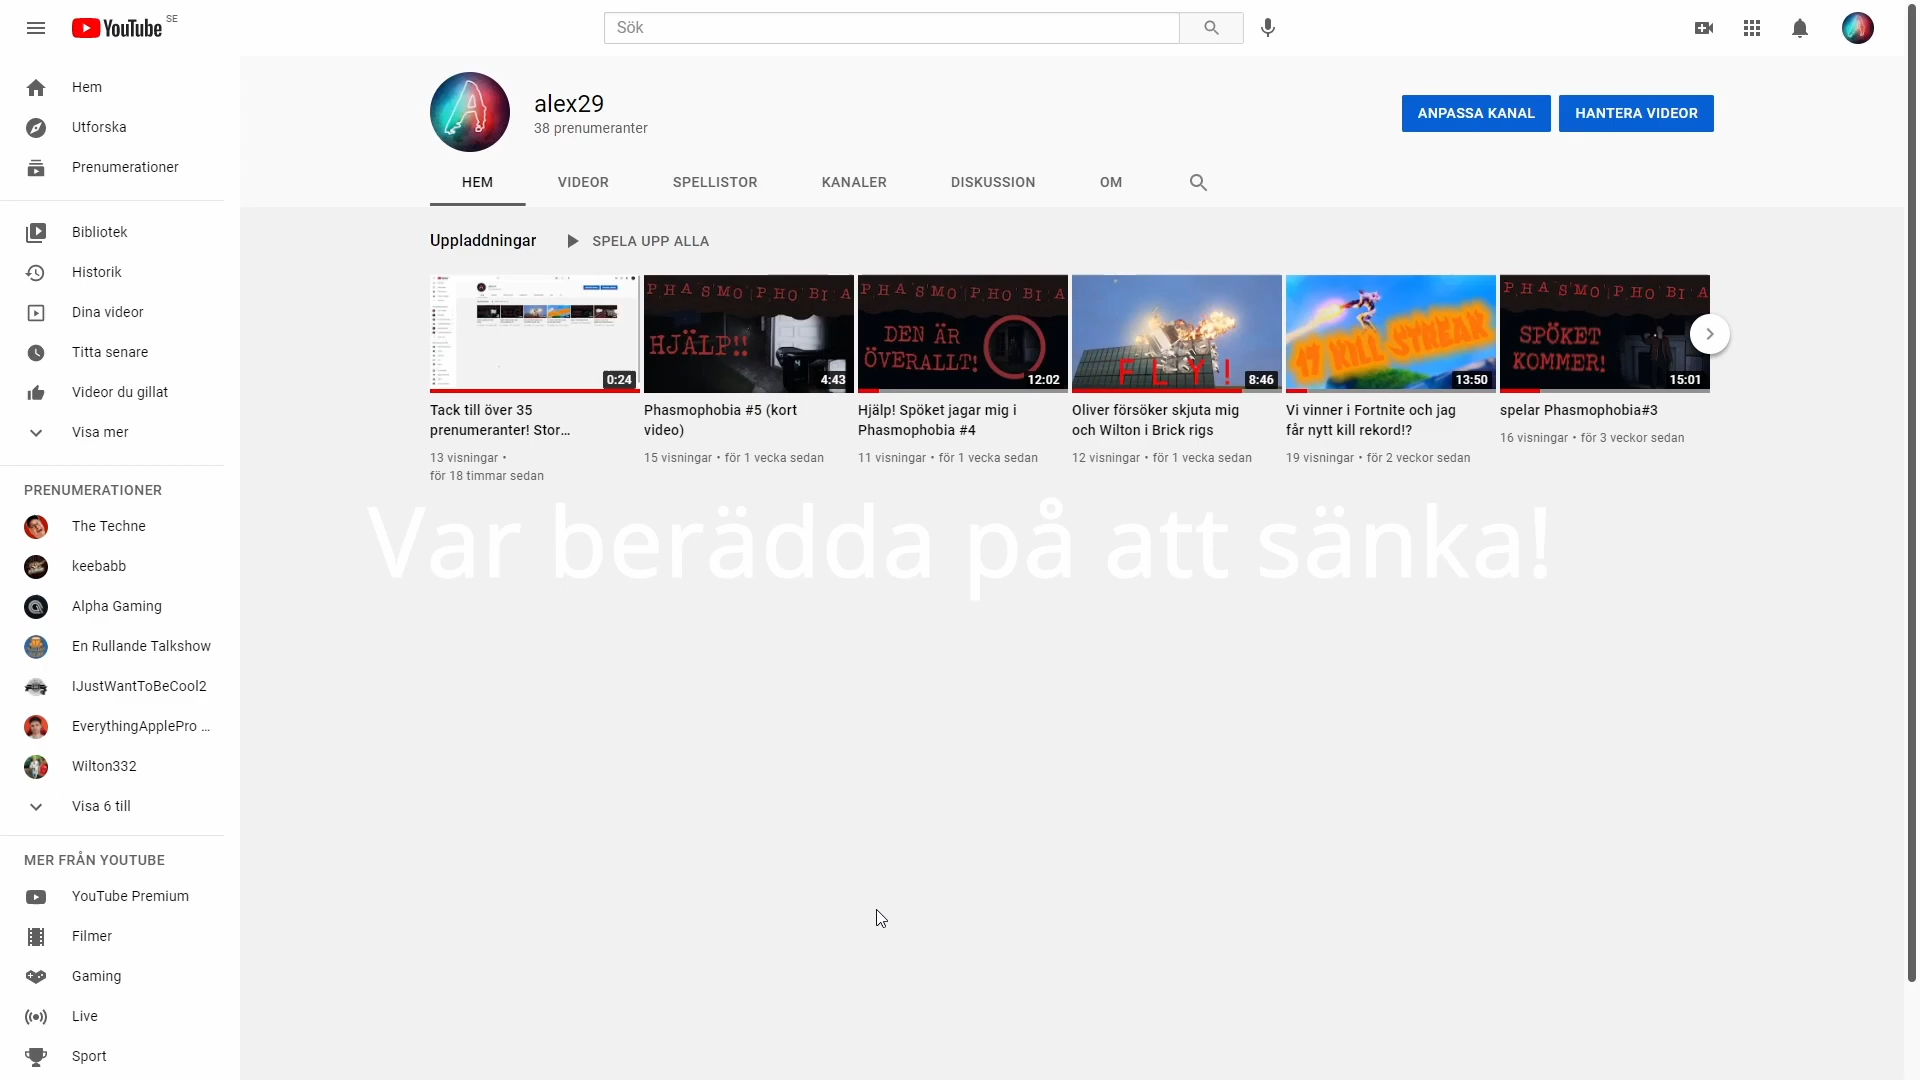 YouTube SE
Sök
Hem
Utforska
Prenumerationer
Bibliotek
Historik
Dina videor
Titta senare
Videor du gillat
Visa mer
PRENUMERATIONER
The Techne
keebabb
Alpha Gaming
En Rullande Talkshow
IJustWantToBeCool2
EverythingApplePro ...
Wilton332
Visa 6 till
MER FRÅN YOUTUBE
YouTube Premium
Filmer
Gaming
Live
Sport
alex29
38 prenumeranter
ANPASSA KANAL
HANTERA VIDEOR
HEM
VIDEOR
SPELLISTOR
KANALER
DISKUSSION
OM
Uppladdningar
SPELA UPP ALLA
0:24
Tack till över 35
prenumeranter! Stor...
13 visningar •
för 18 timmar sedan
PHASMOPHOBIA
HJÄLP!!
4:43
Phasmophobia #5 (kort
video)
15 visningar • för 1 vecka sedan
PHASMOPHOBIA
DEN ÄR
ÖVERALLT!
12:02
Hjälp! Spöket jagar mig i
Phasmophobia #4
11 visningar • för 1 vecka sedan
FLY!
8:46
Oliver försöker skjuta mig
och Wilton i Brick rigs
12 visningar • för 1 vecka sedan
17 KILL STREAK
13:50
Vi vinner i Fortnite och jag
får nytt kill rekord!?
19 visningar • för 2 veckor sedan
PHASMOPHOBIA
SPÖKET
KOMMER!
15:01
spelar Phasmophobia#3
16 visningar • för 3 veckor sedan
Var berädda på att sänka!